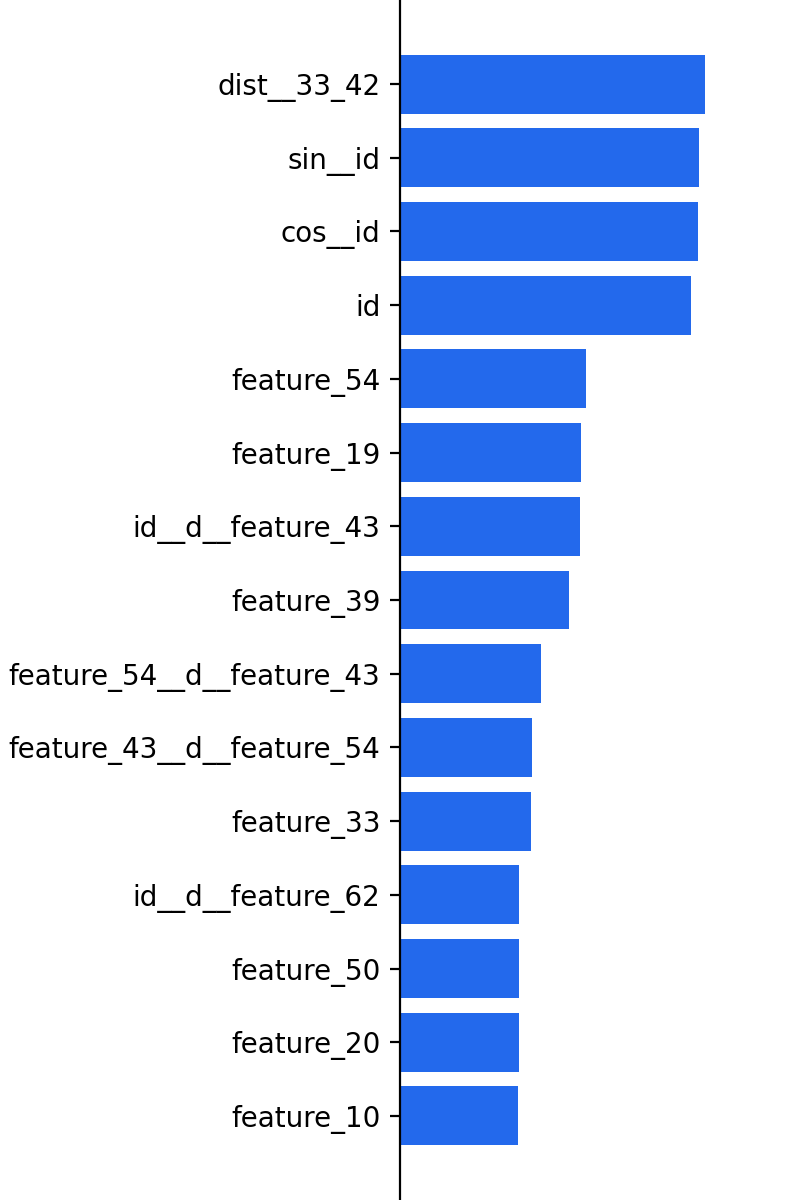 dist__33_42
sin__id
cos__id
id
feature_54
feature_19
id__d__feature_43
feature_39
feature_54__d__feature_43
feature_43__d__feature_54
feature_33
id__d__feature_62
feature_50
feature_20
feature_10